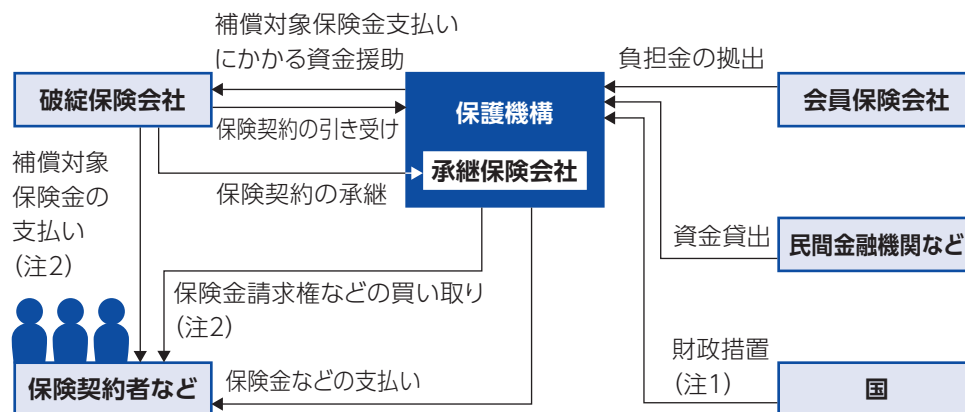 補償対象保険金支払い
にかかる資金援助
負担金の拠出
破綻保険会社
保護機構
会員保険会社
保険契約の引き受け
承継保険会社
補償対象
保険金の
支払い
(注2)
保険契約の承継
資金貸出
民間金融機関など
保険金請求権などの買い取り
(注2)
財政措置
(注1)
保険契約者など
保険金などの支払い
国